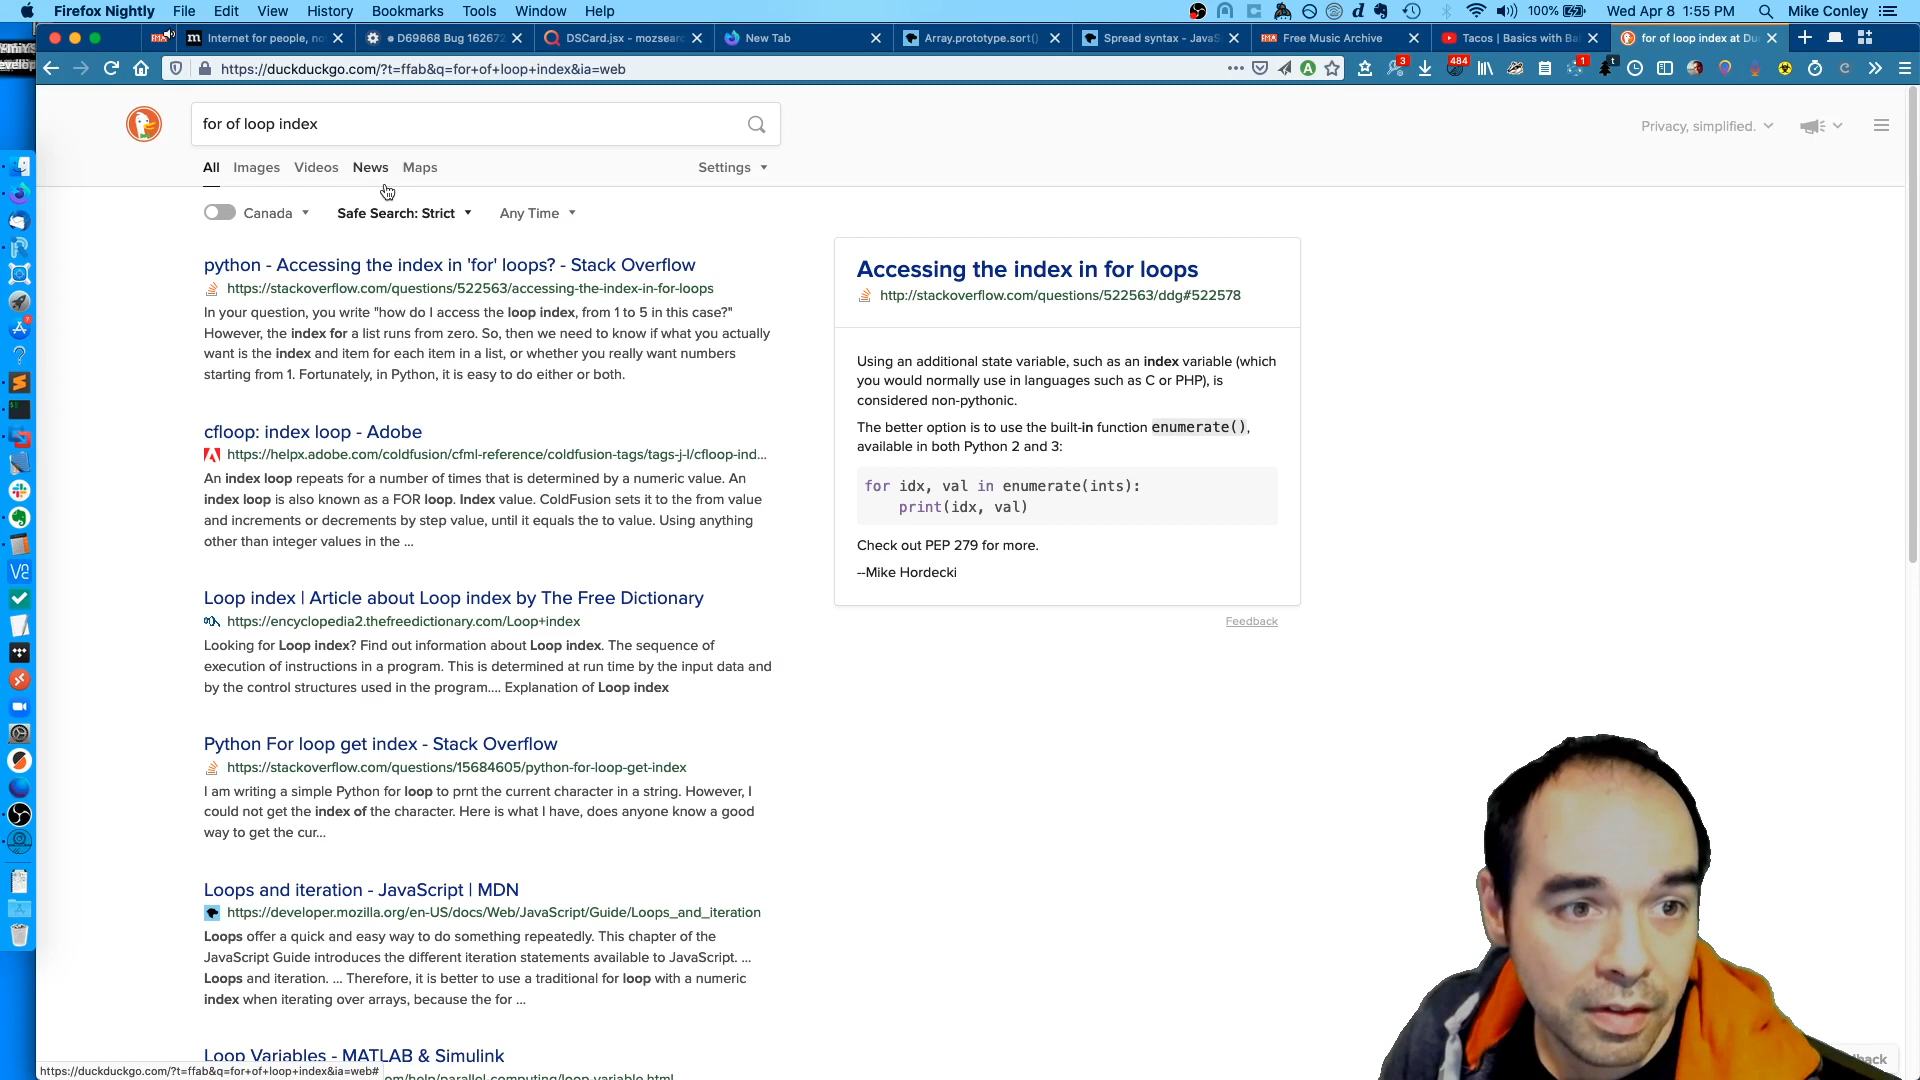 Firefox Nightly File Edit View History Bookmarks Tools Window Help
100% Wed Apr 8 1:55 PM Mike Conley
Internet for people, no
D69868 Bug 16267
DSCard.jsx - mozsearc
New Tab
Array.prototype.sort()
Spread syntax - JavaS
Free Music Archive
Tacos | Basics with Ba
for of loop index at Du
https://duckduckgo.com/?t=ffab&q=for+of+loop+index&ia=web
484
3
1
for of loop index
Privacy, simplified.
All Images Videos News Maps Settings
Canada Safe Search: Strict Any Time
python - Accessing the index in 'for' loops? - Stack Overflow
https://stackoverflow.com/questions/522563/accessing-the-index-in-for-loops
In your question, you write "how do I access the loop index, from 1 to 5 in this case?"
However, the index for a list runs from zero. So, then we need to know if what you actually
want is the index and item for each item in a list, or whether you really want numbers
starting from 1. Fortunately, in Python, it is easy to do either or both.
cfloop: index loop - Adobe
https://helpx.adobe.com/coldfusion/cfml-reference/coldfusion-tags/tags-j-l/cfloop-ind...
An index loop repeats for a number of times that is determined by a numeric value. An
index loop is also known as a FOR loop. Index value. ColdFusion sets it to the from value
and increments or decrements by step value, until it equals the to value. Using anything
other than integer values in the ...
Loop index | Article about Loop index by The Free Dictionary
https://encyclopedia2.thefreedictionary.com/Loop+index
Looking for Loop index? Find out information about Loop index. The sequence of
execution of instructions in a program. This is determined at run time by the input data and
by the control structures used in the program.... Explanation of Loop index
Python For loop get index - Stack Overflow
https://stackoverflow.com/questions/15684605/python-for-loop-get-index
I am writing a simple Python for loop to prnt the current character in a string. However, I
could not get the index of the character. Here is what I have, does anyone know a good
way to get the cur...
Loops and iteration - JavaScript | MDN
https://developer.mozilla.org/en-US/docs/Web/JavaScript/Guide/Loops_and_iteration
Loops offer a quick and easy way to do something repeatedly. This chapter of the
JavaScript Guide introduces the different iteration statements available to JavaScript. ...
Loops and iteration. ... Therefore, it is better to use a traditional for loop with a numeric
index when iterating over arrays, because the for ...
Loop Variables - MATLAB & Simulink
https://duckduckgo.com/?t=ffab&q=for+of+loop+index&ia=web#
om/help/parallel-computing/loop-variable.html
Accessing the index in for loops
http://stackoverflow.com/questions/522563/ddg#522578
Using an additional state variable, such as an index variable (which
you would normally use in languages such as C or PHP), is
considered non-pythonic.
The better option is to use the built-in function enumerate(),
available in both Python 2 and 3:
for idx, val in enumerate(ints):
print(idx, val)
Check out PEP 279 for more.
--Mike Hordecki
Feedback